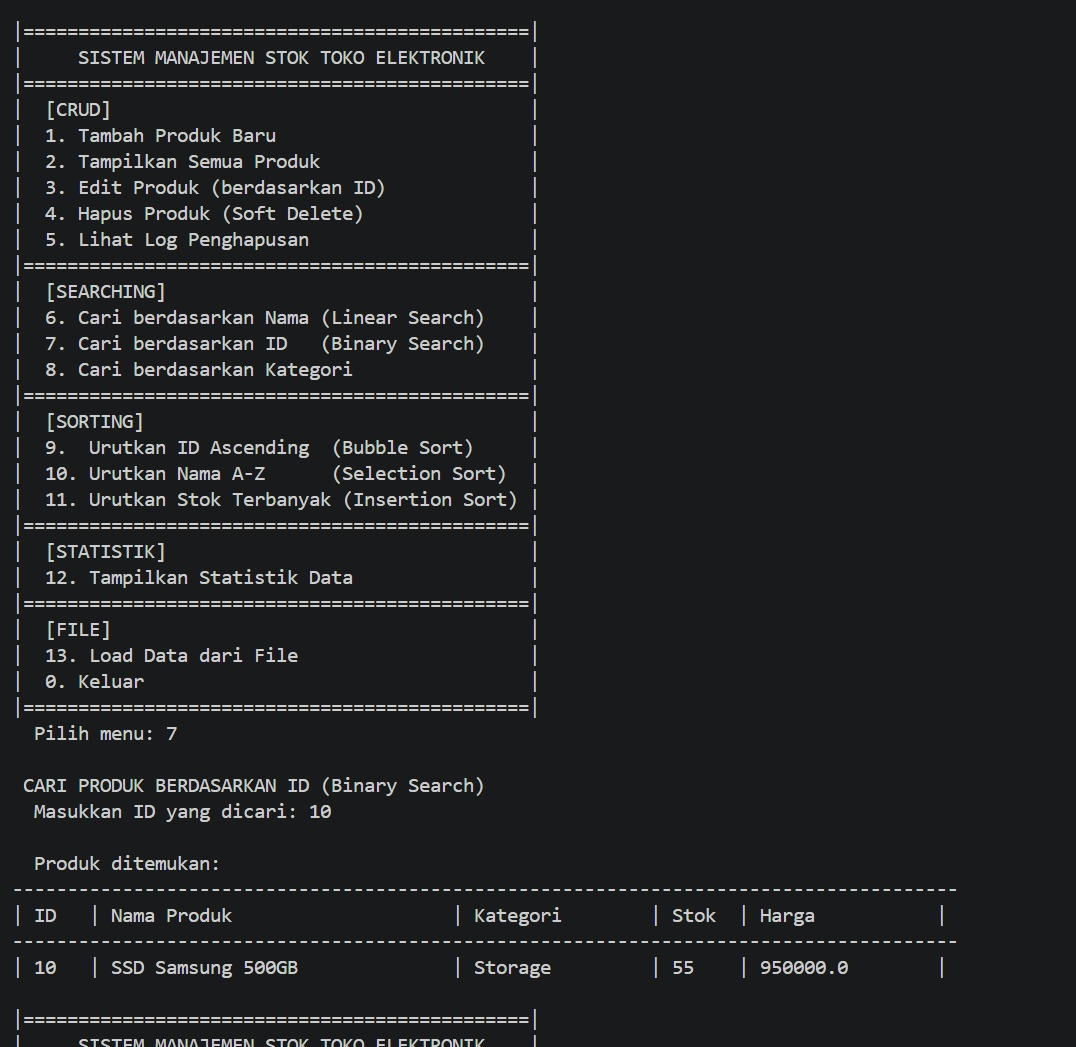 |==============================================|
|     SISTEM MANAJEMEN STOK TOKO ELEKTRONIK    |
|==============================================|
|  [CRUD]                                      |
|  1. Tambah Produk Baru                       |
|  2. Tampilkan Semua Produk                   |
|  3. Edit Produk (berdasarkan ID)             |
|  4. Hapus Produk (Soft Delete)               |
|  5. Lihat Log Penghapusan                    |
|==============================================|
|  [SEARCHING]                                 |
|  6. Cari berdasarkan Nama (Linear Search)    |
|  7. Cari berdasarkan ID   (Binary Search)    |
|  8. Cari berdasarkan Kategori                |
|==============================================|
|  [SORTING]                                   |
|  9.  Urutkan ID Ascending  (Bubble Sort)     |
|  10. Urutkan Nama A-Z      (Selection Sort)  |
|  11. Urutkan Stok Terbanyak (Insertion Sort) |
|==============================================|
|  [STATISTIK]                                 |
|  12. Tampilkan Statistik Data                |
|==============================================|
|  [FILE]                                      |
|  13. Load Data dari File                     |
|  0. Keluar                                   |
|==============================================|
  Pilih menu: 7

 CARI PRODUK BERDASARKAN ID (Binary Search)
  Masukkan ID yang dicari: 10

  Produk ditemukan:
--------------------------------------------------------------------------------------
| ID   | Nama Produk                    | Kategori        | Stok  | Harga           |
--------------------------------------------------------------------------------------
| 10   | SSD Samsung 500GB              | Storage         | 55    | 950000.0        |

|==============================================|
|     SISTEM MANAJEMEN STOK TOKO ELEKTRONIK    |